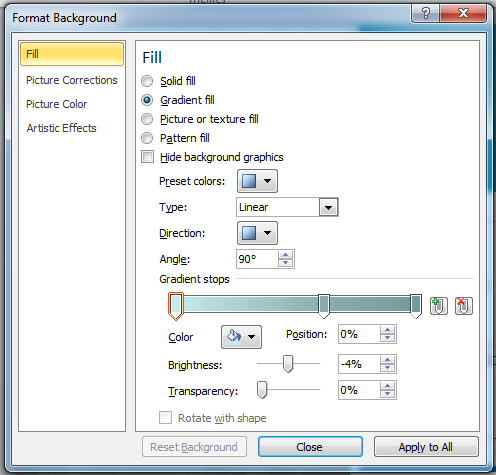 Format Background
Fill
Picture Corrections
Picture Color
Artistic Effects
Fill
Solid fill
Gradient fill
Picture or texture fill
Pattern fill
Hide background graphics
Preset colors:
Type: Linear
Direction:
Angle: 90°
Gradient stops
Color Position: 0%
Brightness: -4%
Transparency: 0%
Rotate with shape
Reset Background Close Apply to All